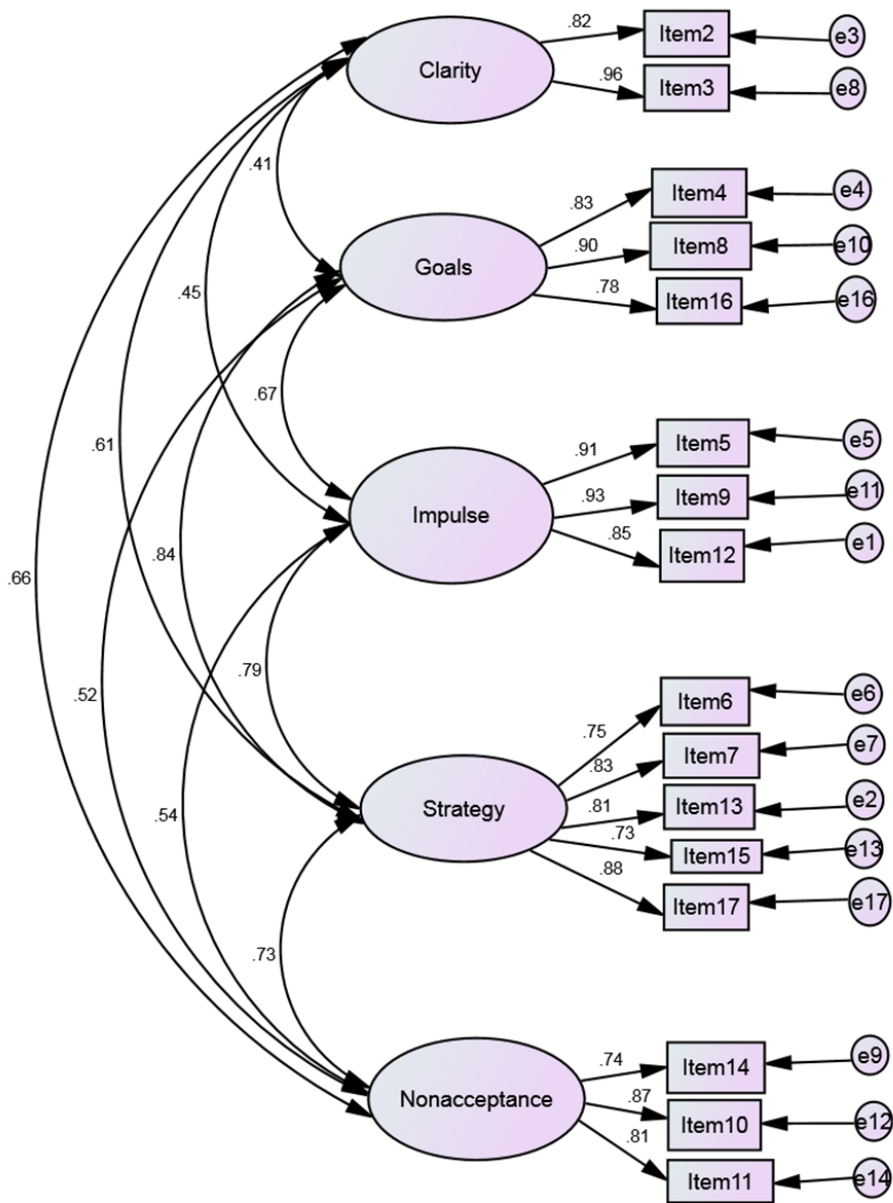 .82 Item2 e3
Clarity
.96 Item3 e8
.41
.83 Item4 e4
.90 Item8 e10
Goals
.78 Item16 e16
.45
.67
.61
.91 Item5 e5
.93 Item9 e11
Impulse
.85 Item12 e1
.84
.66
.79
.52
.75 Item6 e6
.83 Item7 e7
.81 Item13 e2
Strategy
.73 Item15 e13
.88 Item17 e17
.54
.73
.74 Item14 e9
Nonacceptance
.87 Item10 e12
.81 Item11 e14